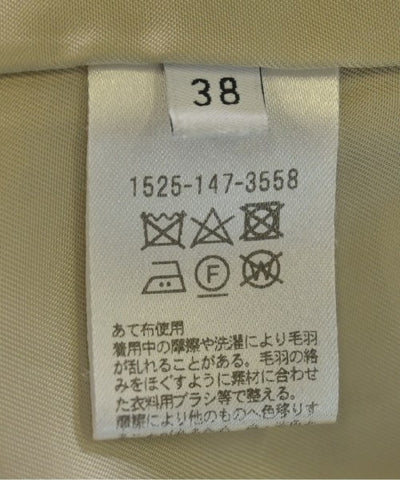 38
1525-147-3558
F
W
あて布使用
着用中の摩擦や洗濯により毛羽
が乱れることがある。毛羽の絡
みをほぐすように素材に合わせ
た衣料用ブラシ等で整える。
摩擦により他のものへ色移りす